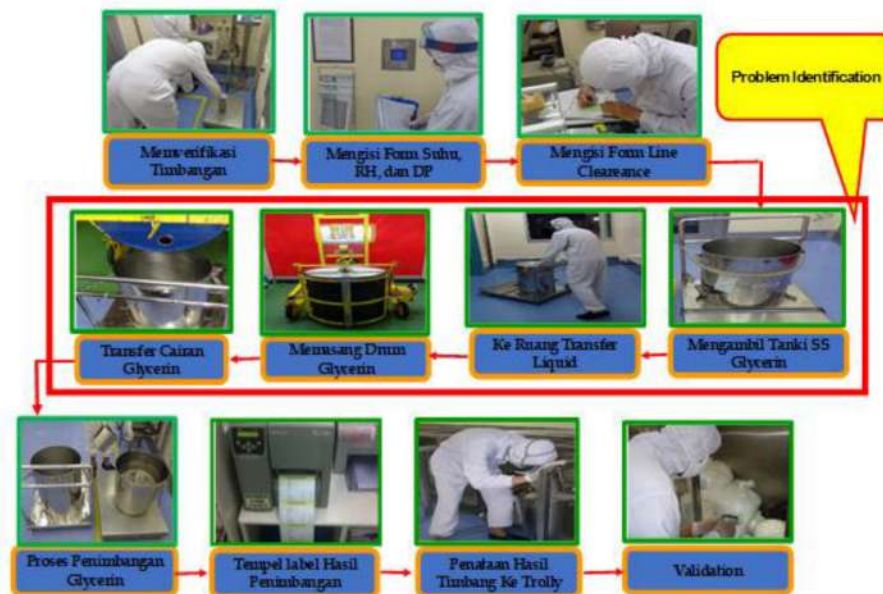 Problem Identification
Memverifikasi
Timbangan
Mengisi Form Suhu,
RH, dan DP
Mengisi Form Line
Cleareance
Transfer Cairan
Glycerin
Memasang Drum
Glycerin
Ke Ruang Transfer
Liquid
Mengambil Tanki SS
Glycerin
Proses Penimbangan
Glycerin
Tempel label Hasil
Penimbangan
Penataan Hasil
Timbang Ke Trolly
Validation